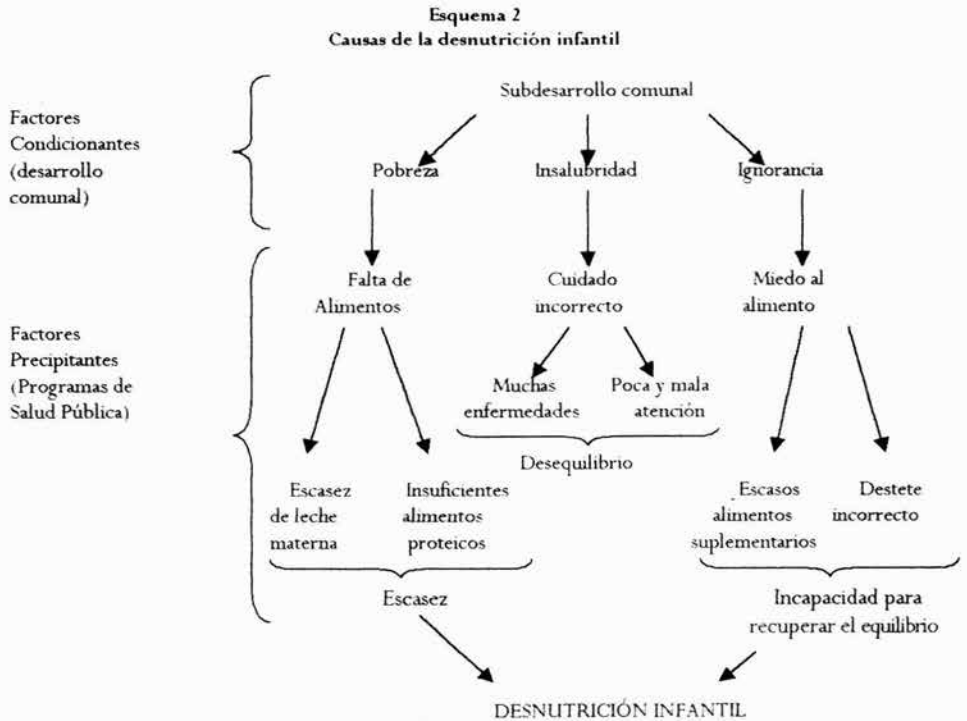 Esquema 2
Causas de la desnutrición infantil
Factores
Condicionantes
(desarrollo
comunal)
Subdesarrollo comunal
Pobreza
Insalubridad
Ignorancia
Factores
Precipitantes
(Programas de
Salud Pública)
Falta de
Alimentos
Cuidado
incorrecto
Miedo al
alimento
Muchas
enfermedades
Poca y mala
atención
Desequilibrio
Escasez
de leche
materna
Insuficientes
alimentos
proteicos
Escasos
alimentos
suplementarios
Destete
incorrecto
Escasez
Incapacidad para
recuperar el equilibrio
DESNUTRICIÓN INFANTIL